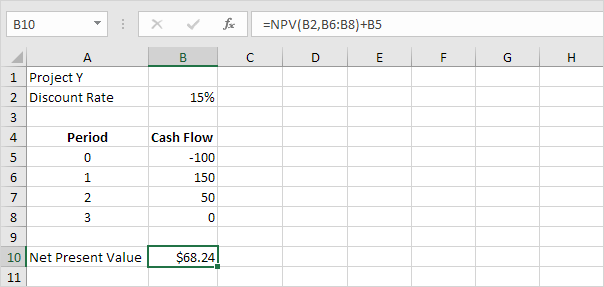 B10 fx =NPV(B2,B6:B8)+B5
A B C D E F G H
1 Project Y
2 Discount Rate 15%
3
4 Period Cash Flow
5 0 -100
6 1 150
7 2 50
8 3 0
9
10 Net Present Value $68.24
11